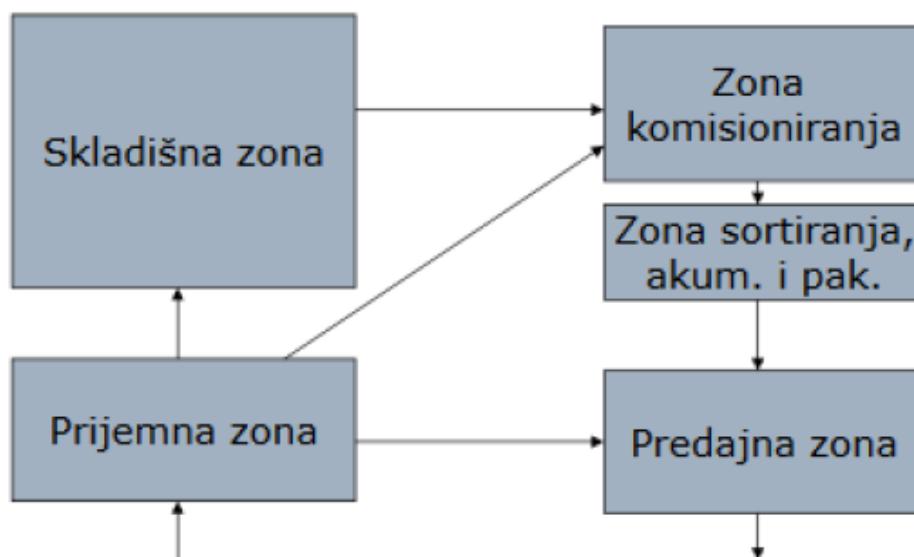 Skladišna zona
Zona
komisioniranja
Zona sortiranja,
akum. i pak.
Prijemna zona
Predajna zona